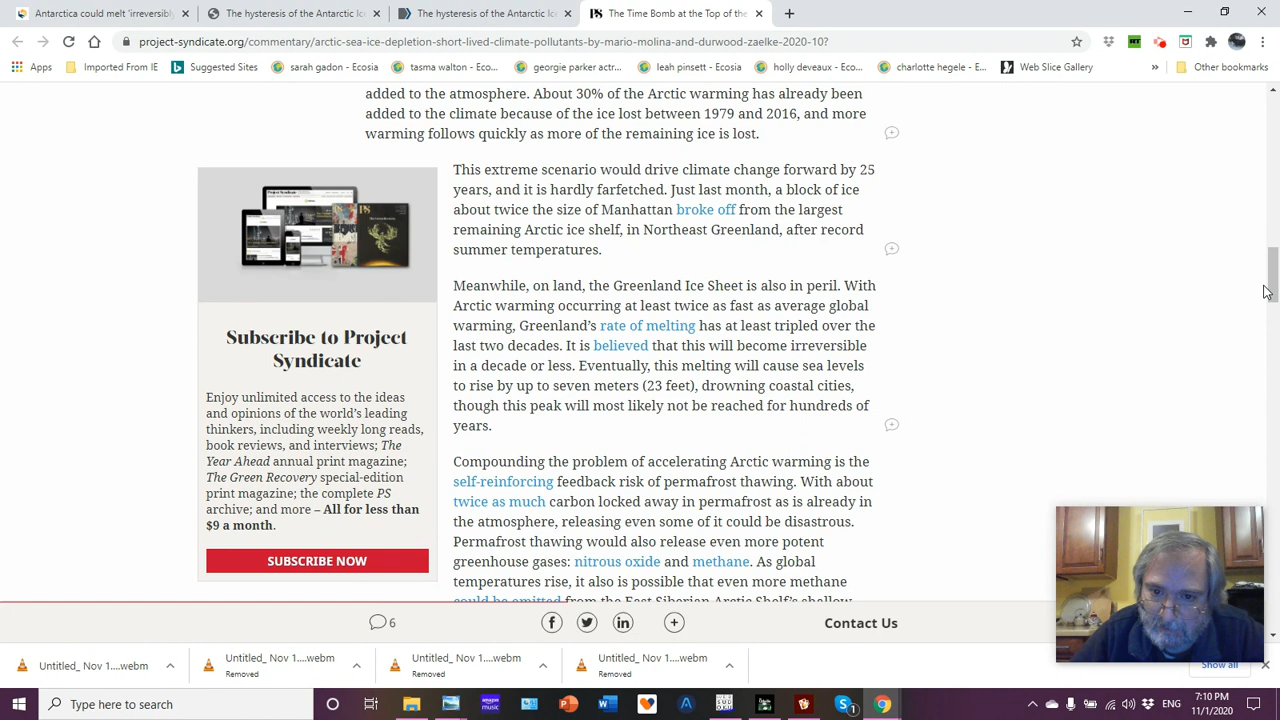 Antarctica could melt 'irreversibly
The hysteresis of the Antarctic Ice
The hysteresis of the Antarctic Ice
The Time Bomb at the Top of the
project-syndicate.org/commentary/arctic-sea-ice-depletion-short-lived-climate-pollutants-by-mario-molina-and-durwood-zaelke-2020-10?
Apps
Imported From IE
Suggested Sites
sarah gadon - Ecosia
tasma walton - Eco...
georgie parker actr...
leah pinsett - Ecosia
holly deveaux - Ecos...
charlotte hegele - E...
Web Slice Gallery
Other bookmarks
added to the atmosphere. About 30% of the Arctic warming has already been
added to the climate because of the ice lost between 1979 and 2016, and more
warming follows quickly as more of the remaining ice is lost.
This extreme scenario would drive climate change forward by 25
years, and it is hardly farfetched. Just last month, a block of ice
about twice the size of Manhattan broke off from the largest
remaining Arctic ice shelf, in Northeast Greenland, after record
summer temperatures.
Meanwhile, on land, the Greenland Ice Sheet is also in peril. With
Arctic warming occurring at least twice as fast as average global
warming, Greenland's rate of melting has at least tripled over the
last two decades. It is believed that this will become irreversible
in a decade or less. Eventually, this melting will cause sea levels
to rise by up to seven meters (23 feet), drowning coastal cities,
though this peak will most likely not be reached for hundreds of
years.
Compounding the problem of accelerating Arctic warming is the
self-reinforcing feedback risk of permafrost thawing. With about
twice as much carbon locked away in permafrost as is already in
the atmosphere, releasing even some of it could be disastrous.
Permafrost thawing would also release even more potent
greenhouse gases: nitrous oxide and methane. As global
temperatures rise, it also is possible that even more methane
could be emitted from the East Siberian Arctic Shelf's shallow
Subscribe to Project
Syndicate
Enjoy unlimited access to the ideas
and opinions of the world's leading
thinkers, including weekly long reads,
book reviews, and interviews; The
Year Ahead annual print magazine;
The Green Recovery special-edition
print magazine; the complete PS
archive; and more – All for less than
$9 a month.
SUBSCRIBE NOW
6
Contact Us
Untitled_ Nov 1....webm
Untitled_ Nov 1....webm
Removed
Untitled_ Nov 1....webm
Removed
Untitled_ Nov 1....webm
Removed
Show all
Type here to search
ENG
7:10 PM
11/1/2020